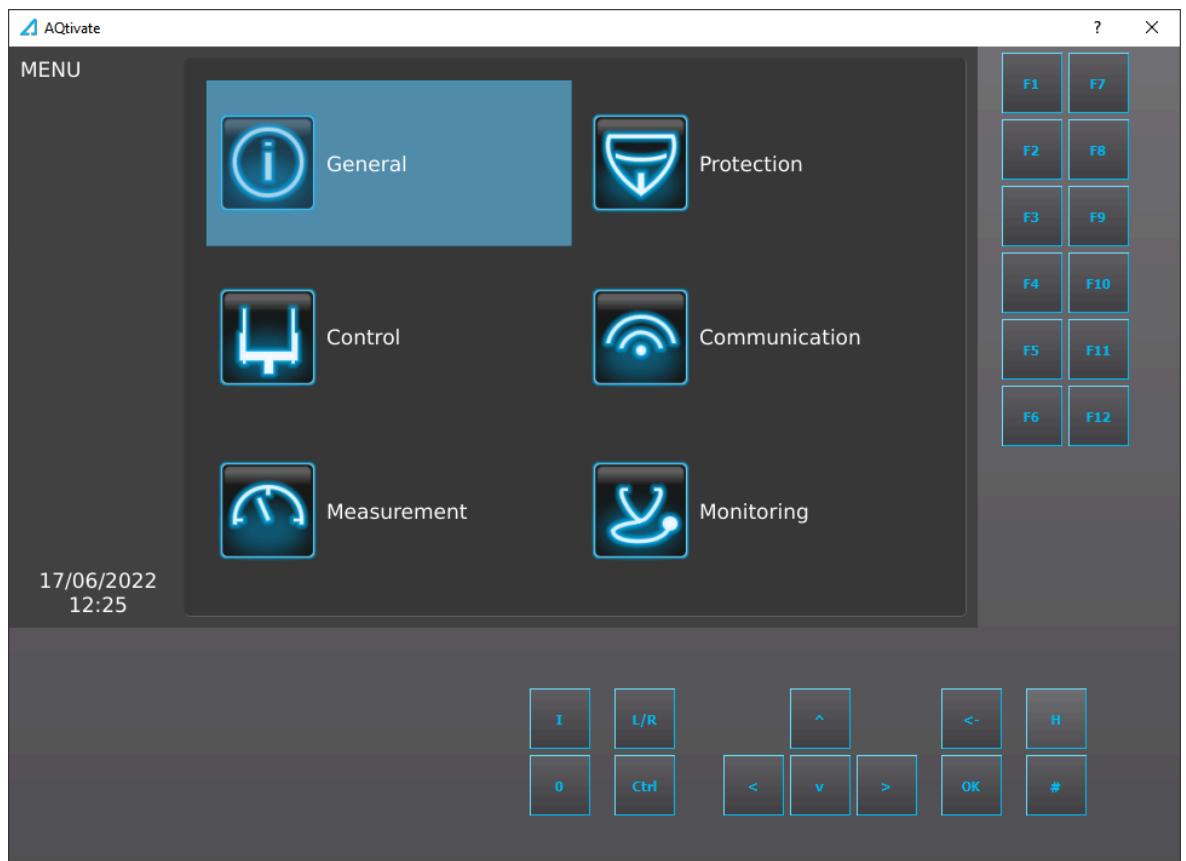 AQtivate
?
MENU
General
Protection
Control
Communication
Measurement
Monitoring
17/06/2022
12:25
F1 F7
F2 F8
F3 F9
F4 F10
F5 F11
F6 F12
I L/R ^ <- H
0 Ctrl < v > OK #